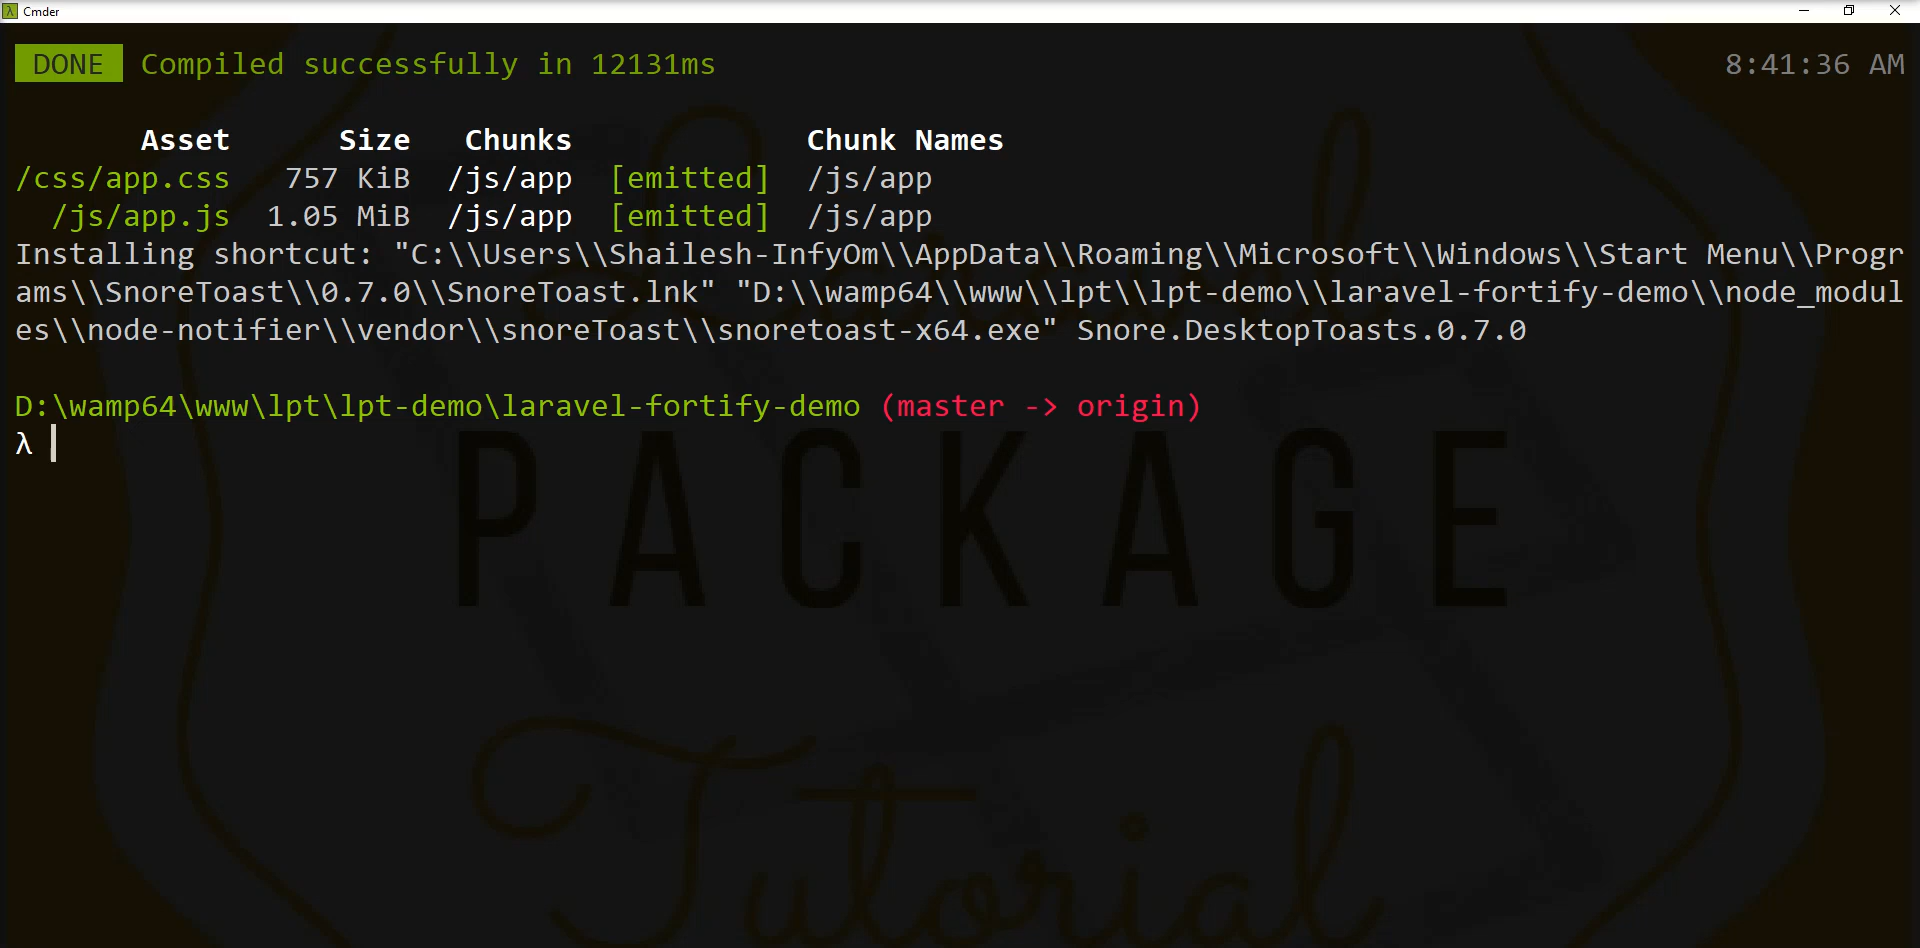 λ Cmder
DONE Compiled successfully in 12131ms 8:41:36 AM
Asset Size Chunks Chunk Names
/css/app.css 757 KiB /js/app [emitted] /js/app
/js/app.js 1.05 MiB /js/app [emitted] /js/app
Installing shortcut: "C:\\Users\\Shailesh-InfyOm\\AppData\\Roaming\\Microsoft\\Windows\\Start Menu\\Progr
ams\\SnoreToast\\0.7.0\\SnoreToast.lnk" "D:\\wamp64\\www\\lpt\\lpt-demo\\laravel-fortify-demo\\node_modul
es\\node-notifier\\vendor\\snoreToast\\snoretoast-x64.exe" Snore.DesktopToasts.0.7.0
D:\wamp64\www\lpt\lpt-demo\laravel-fortify-demo (master -> origin)
λ
Laravel
PACKAGE
Tutorial